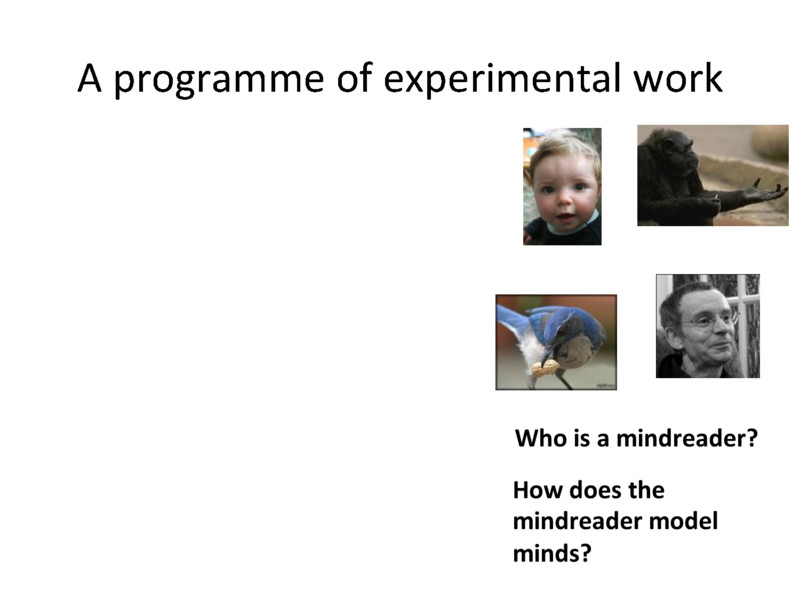 A programme of experimental work
Who is a mindreader?
How does the
mindreader model
minds?